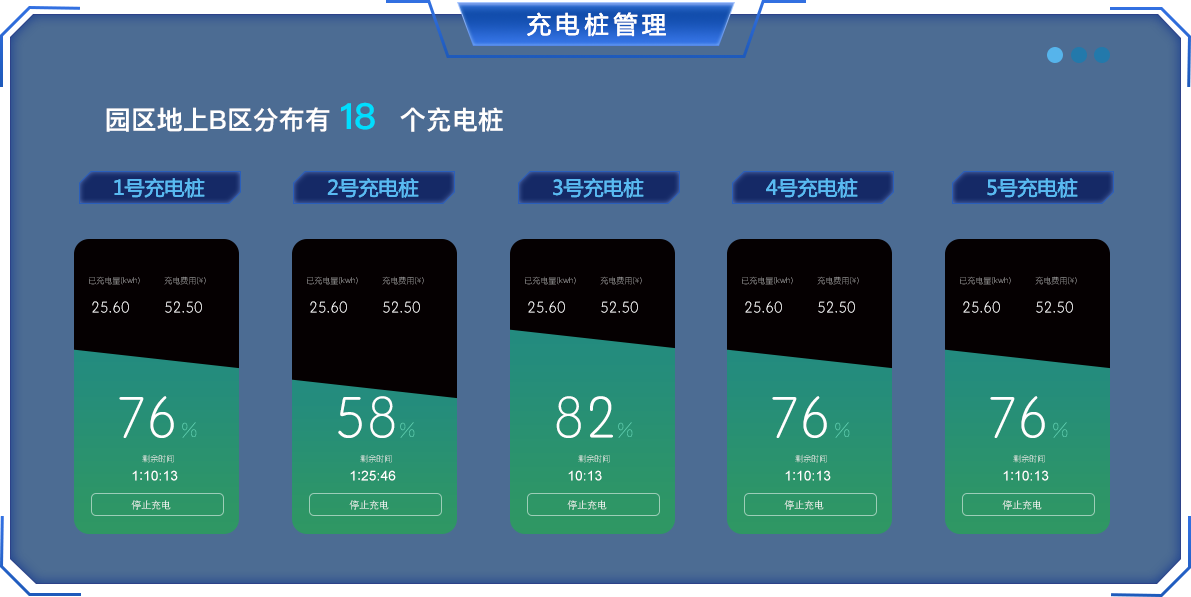 充电桩管理
园区地上B区分布有 18 个充电桩
1号充电桩 2号充电桩 3号充电桩 4号充电桩 5号充电桩
已充电量(kwh) 充电费用(¥) 已充电量(kwh) 充电费用(¥) 已充电量(kwh) 充电费用(¥) 已充电量(kwh) 充电费用(¥) 已充电量(kwh) 充电费用(¥)
25.60 52.50 25.60 52.50 25.60 52.50 25.60 52.50 25.60 52.50
76% 58% 82% 76% 76%
剩余时间 剩余时间 剩余时间 剩余时间 剩余时间
1:10:13 1:25:46 10:13 1:10:13 1:10:13
停止充电 停止充电 停止充电 停止充电 停止充电